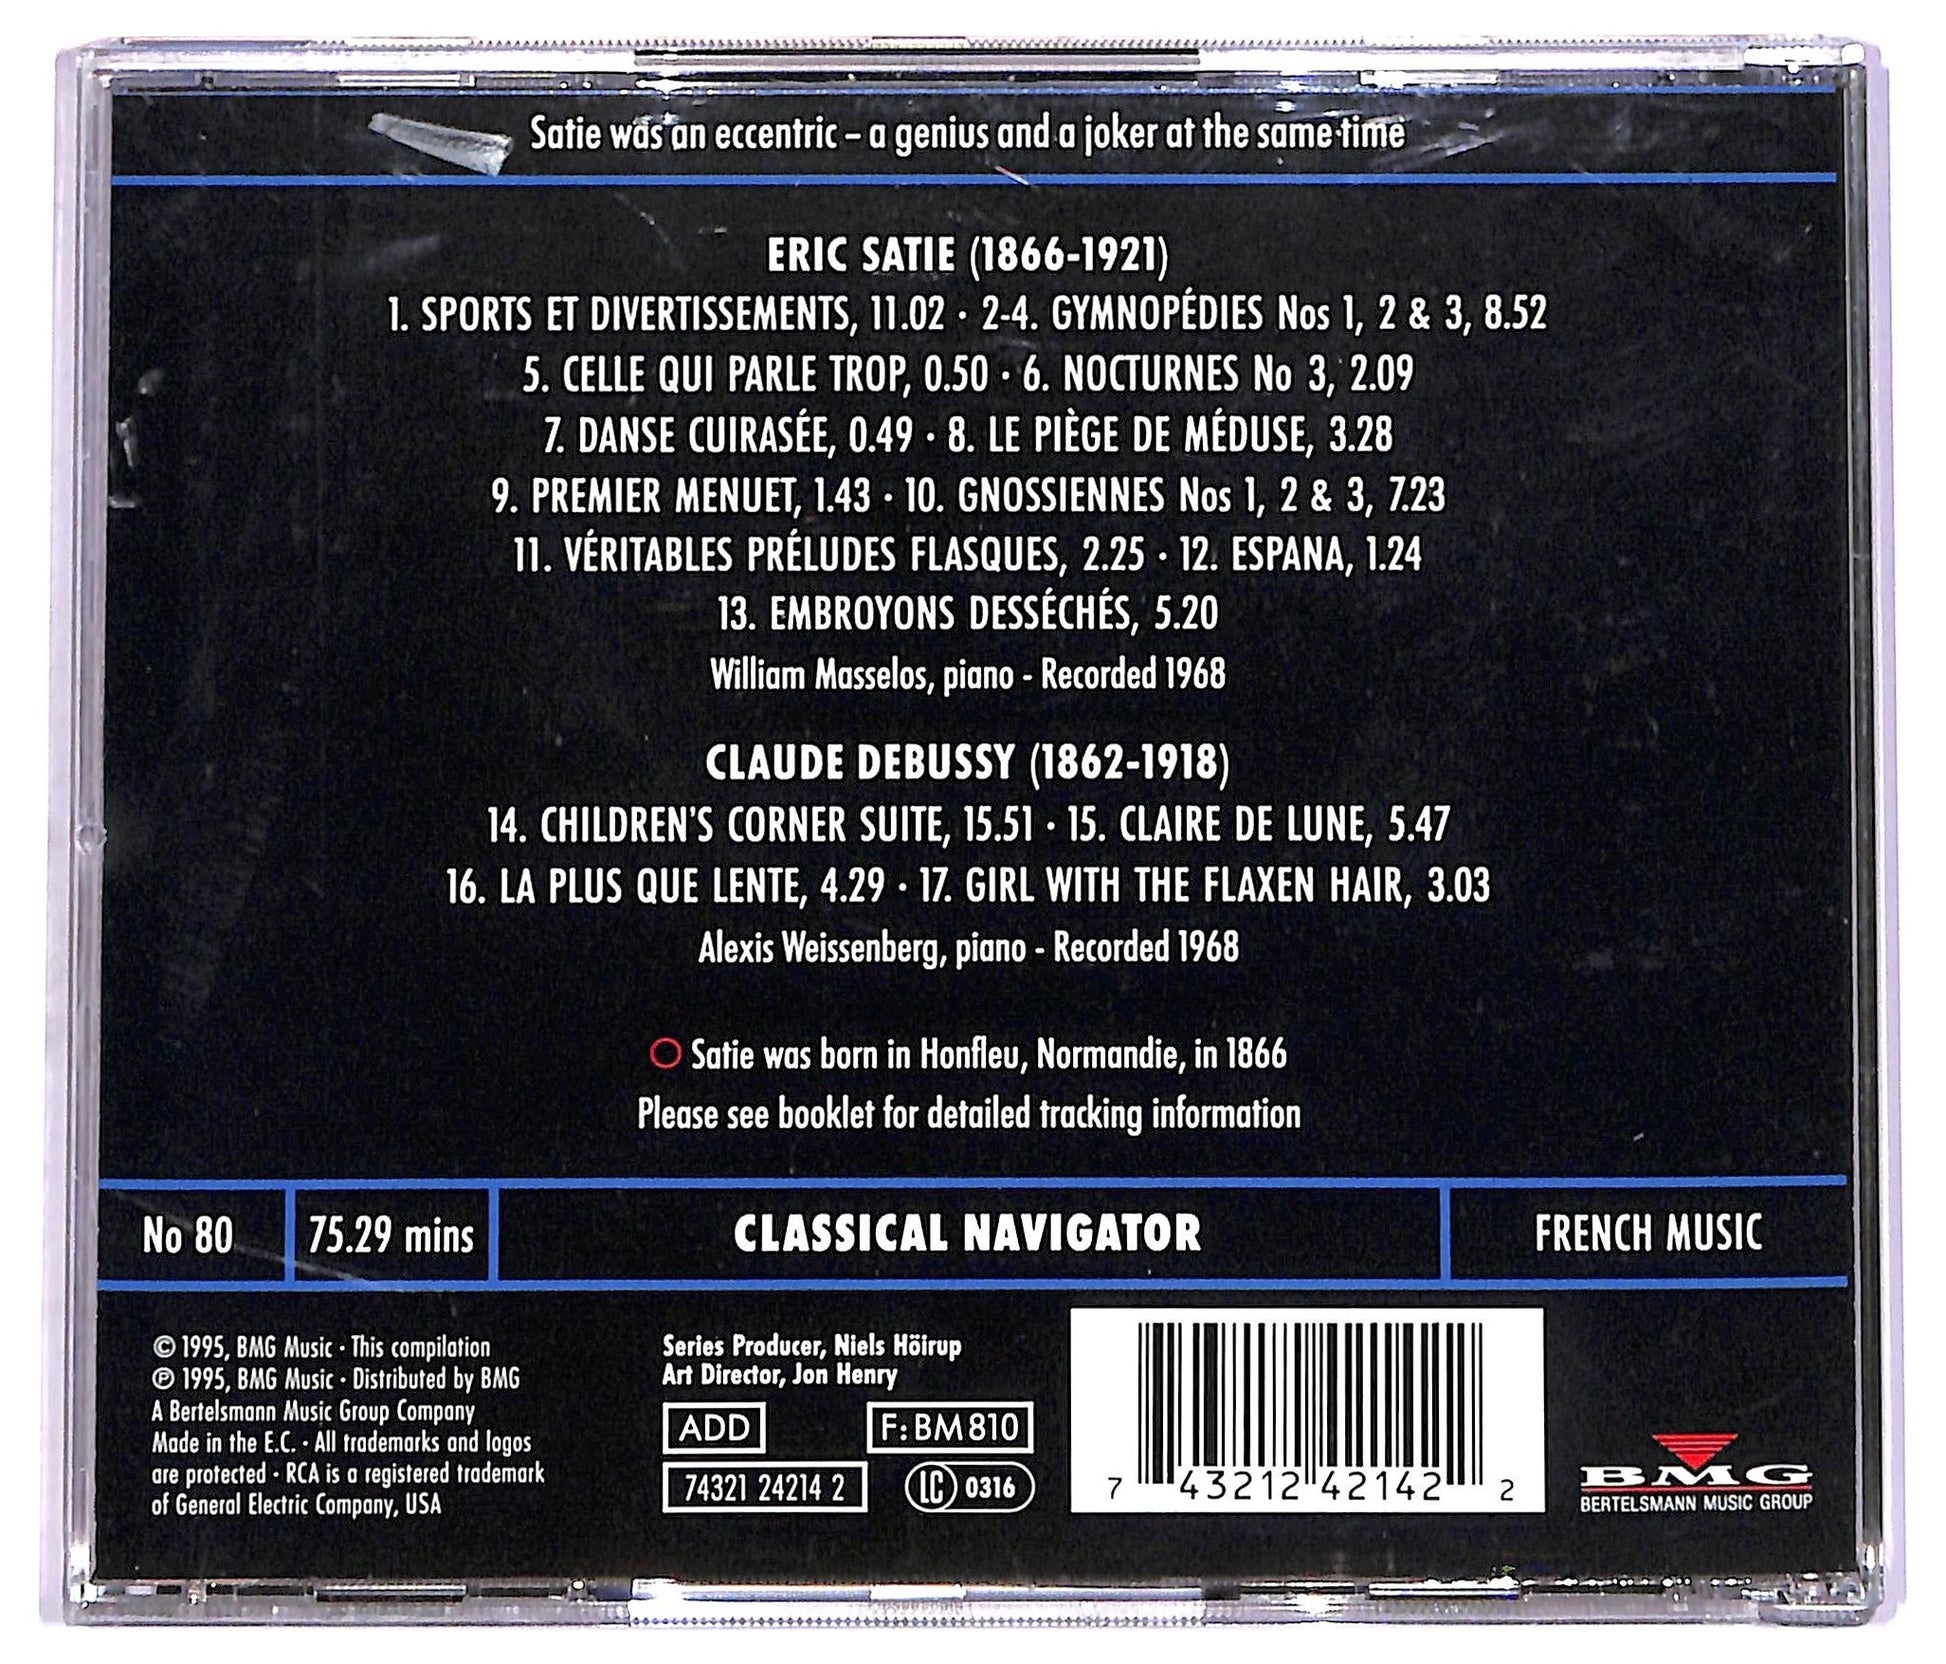 Satie was an eccentric – a genius and a joker at the same time
ERIC SATIE (1866-1921)
1. SPORTS ET DIVERTISSEMENTS, 11.02 · 2-4. GYMNOPÉDIES Nos 1, 2 & 3, 8.52
5. CELLE QUI PARLE TROP, 0.50 · 6. NOCTURNES No 3, 2.09
7. DANSE CUIRASÉE, 0.49 · 8. LE PIÈGE DE MÉDUSE, 3.28
9. PREMIER MENUET, 1.43 · 10. GNOSSIENNES Nos 1, 2 & 3, 7.23
11. VÉRITABLES PRÉLUDES FLASQUES, 2.25 · 12. ESPANA, 1.24
13. EMBROYONS DESSÉCHÉS, 5.20
William Masselos, piano - Recorded 1968
CLAUDE DEBUSSY (1862-1918)
14. CHILDREN'S CORNER SUITE, 15.51 · 15. CLAIRE DE LUNE, 5.47
16. LA PLUS QUE LENTE, 4.29 · 17. GIRL WITH THE FLAXEN HAIR, 3.03
Alexis Weissenberg, piano - Recorded 1968
Satie was born in Honfleu, Normandie, in 1866
Please see booklet for detailed tracking information
No 80
75.29 mins
CLASSICAL NAVIGATOR
FRENCH MUSIC
© 1995, BMG Music · This compilation
℗ 1995, BMG Music · Distributed by BMG
A Bertelsmann Music Group Company
Made in the E.C. · All trademarks and logos
are protected · RCA is a registered trademark
of General Electric Company, USA
Series Producer, Niels Höirup
Art Director, Jon Henry
ADD
F:BM810
74321 24214 2
LC 0316
7 43212 42142 2
BMG
BERTELSMANN MUSIC GROUP